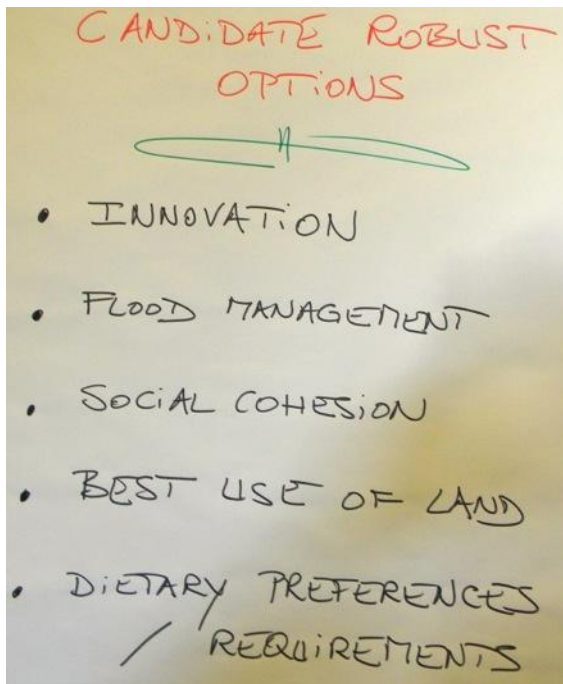 CANDiDATE ROBUST
OPTiONS
• INNOVATiON
• FLOOD MANAGEMENT
• SOCiAL COHESiON
• BEST USE OF LAND
• DiETARY PREFERENCES
/ REQUiREMENTS